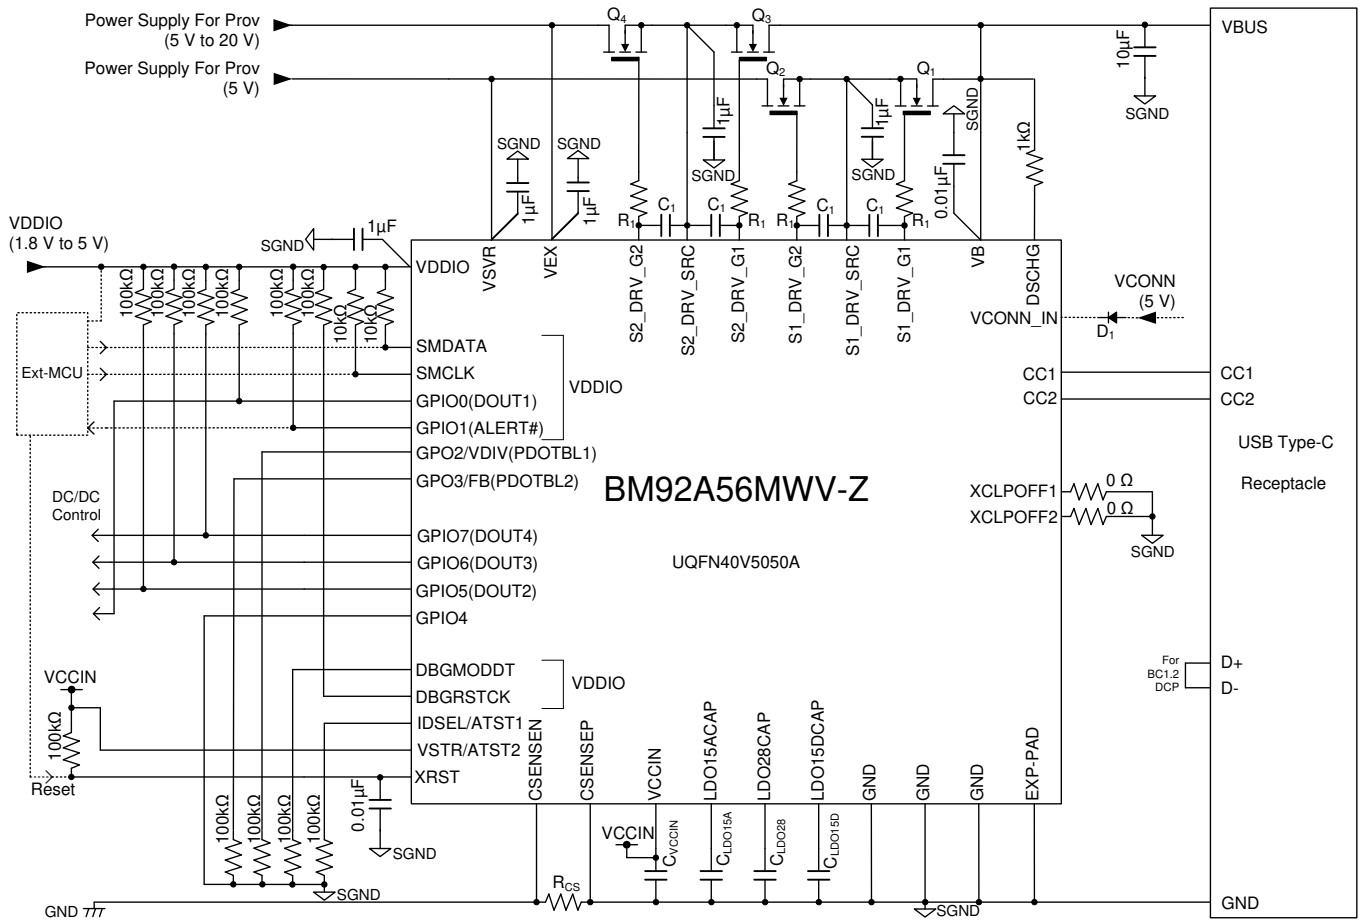 Power Supply For Prov
(5 V to 20 V)
Power Supply For Prov
(5 V)
Q4
Q3
Q2
Q1
VBUS
10µF
SGND
SGND
1µF
SGND
1µF
SGND
0.01µF
1kΩ
SGND
1µF
SGND
1µF
R1
C1
C1
R1
R1
C1
C1
R1
VDDIO
(1.8 V to 5 V)
SGND
1µF
100kΩ
100kΩ
100kΩ
100kΩ
100kΩ
100kΩ
10kΩ
10kΩ
VDDIO
VSVR
VEX
S2_DRV_G2
S2_DRV_SRC
S2_DRV_G1
S1_DRV_G2
S1_DRV_SRC
S1_DRV_G1
VB
DSCHG
VCONN_IN
VCONN
(5 V)
D1
Ext-MCU
SMDATA
SMCLK
GPIO0(DOUT1)
GPIO1(ALERT#)
VDDIO
GPO2/VDIV(PDOTBL1)
GPO3/FB(PDOTBL2)
CC1
CC2
CC1
CC2
USB Type-C
Receptacle
BM92A56MWV-Z
UQFN40V5050A
XCLPOFF1
XCLPOFF2
0 Ω
0 Ω
SGND
DC/DC
Control
GPIO7(DOUT4)
GPIO6(DOUT3)
GPIO5(DOUT2)
GPIO4
DBGMODDT
DBGRSTCK
VDDIO
IDSEL/ATST1
VSTR/ATST2
XRST
VCCIN
100kΩ
Reset
For
BC1.2
DCP
D+
D-
CSENSEN
CSENSEP
VCCIN
LDO15ACAP
LDO28CAP
LDO15DCAP
GND
GND
GND
EXP-PAD
100kΩ
100kΩ
100kΩ
100kΩ
0.01µF
SGND
SGND
VCCIN
CVCCIN
CLDO15A
CLDO28
CLDO15D
RCS
GND
SGND
GND